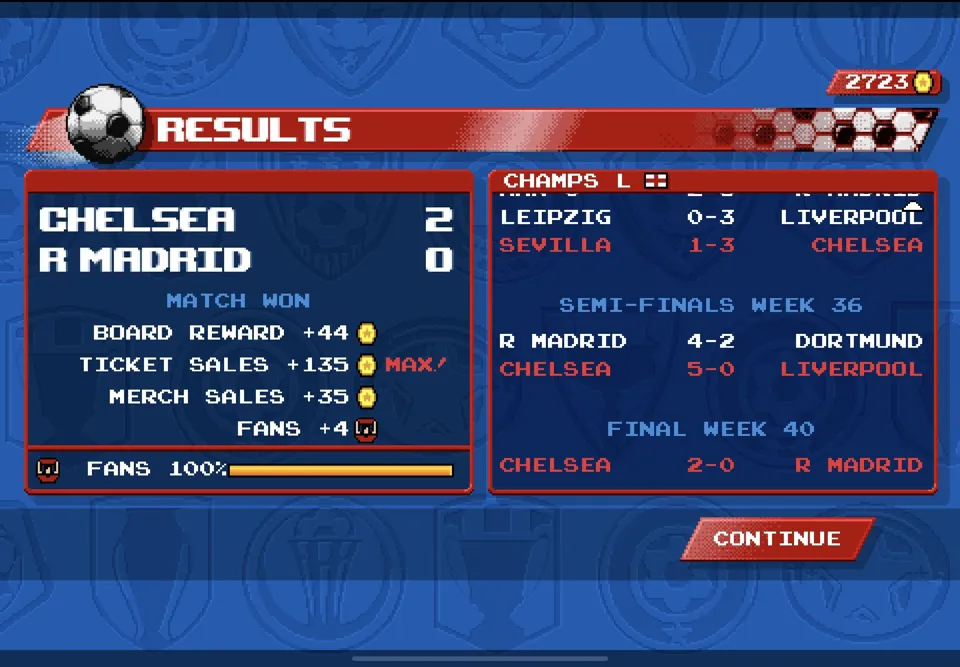 2723
RESULTS
CHELSEA 2
R MADRID 0
MATCH WON
BOARD REWARD +44
TICKET SALES +135 MAX!
MERCH SALES +35
FANS +4
FANS 100%
CHAMPS L
R MADRID
LEIPZIG 0-3 LIVERPOOL
SEVILLA 1-3 CHELSEA
SEMI-FINALS WEEK 36
R MADRID 4-2 DORTMUND
CHELSEA 5-0 LIVERPOOL
FINAL WEEK 40
CHELSEA 2-0 R MADRID
CONTINUE